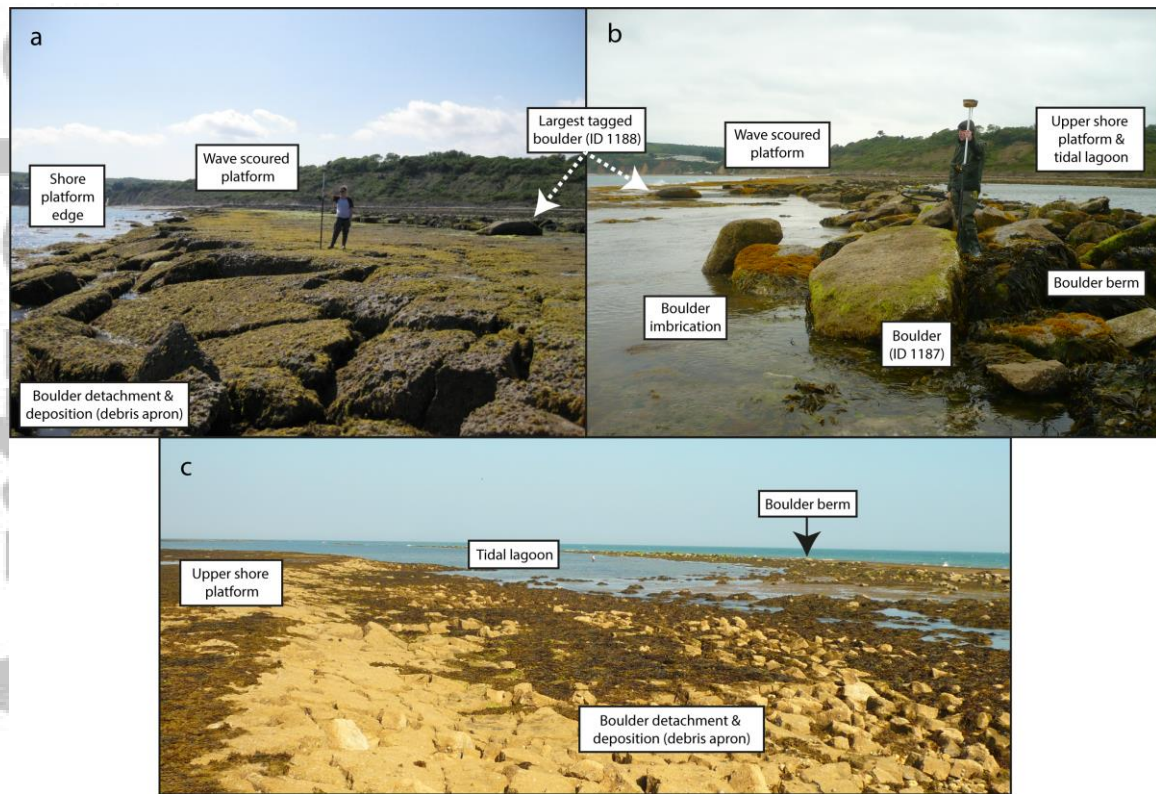 a
Shore
platform
edge
Wave scoured
platform
Largest tagged
boulder (ID 1188)
Boulder detachment &
deposition (debris apron)
b
Wave scoured
platform
Upper shore
platform &
tidal lagoon
Boulder
imbrication
Boulder
(ID 1187)
Boulder berm
c
Upper shore
platform
Tidal lagoon
Boulder berm
Boulder detachment &
deposition (debris apron)